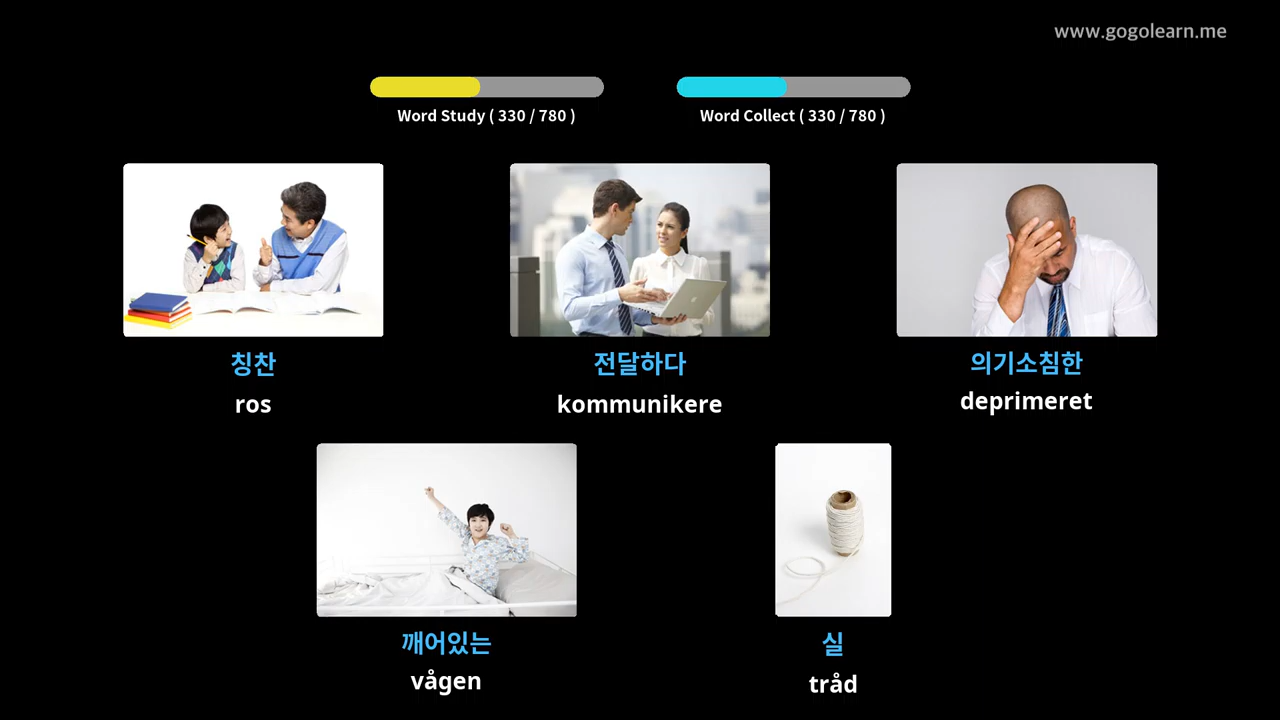 www.gogolearn.me
Word Study ( 330 / 780 )
Word Collect ( 330 / 780 )
칭찬
ros
전달하다
kommunikere
의기소침한
deprimeret
깨어있는
vågen
실
tråd